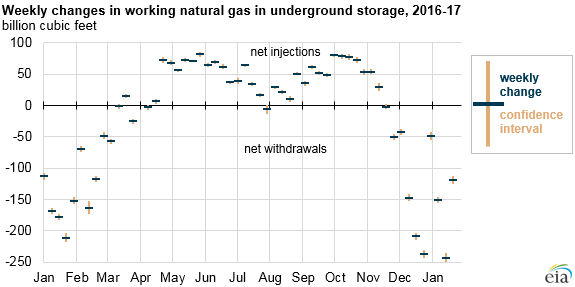 Weekly changes in working natural gas in underground storage, 2016-17
billion cubic feet
100
50
0
-50
-100
-150
-200
-250
net injections
net withdrawals
Jan Feb Mar Apr May Jun Jul Aug Sep Oct Nov Dec Jan
weekly
change
confidence
interval
eia